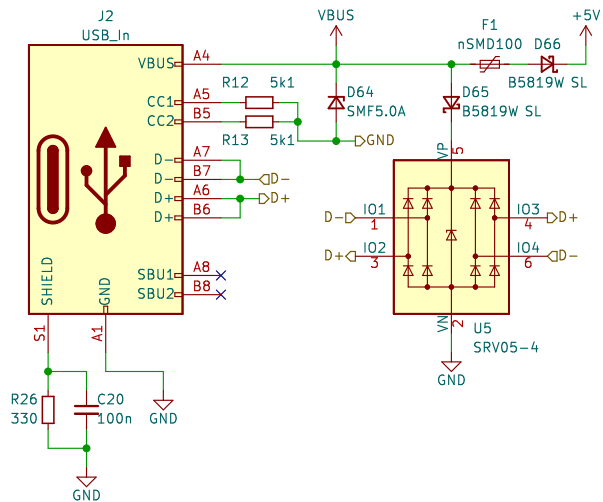 J2
USB_In
VBUS
A4
CC1
A5
CC2
B5
D-
A7
D-
B7
D+
A6
D+
B6
SBU1
A8
SBU2
B8
SHIELD
GND
S1
A1
R12 5k1
R13 5k1
D-
D+
VBUS
D64
SMF5.0A
GND
F1
nSMD100
D66
B5819W SL
+5V
D65
B5819W SL
VP
5
D-
IO1
1
D+
IO2
3
IO3
4
D+
IO4
6
D-
VN
2
U5
SRV05-4
GND
R26
330
C20
100n
GND
GND